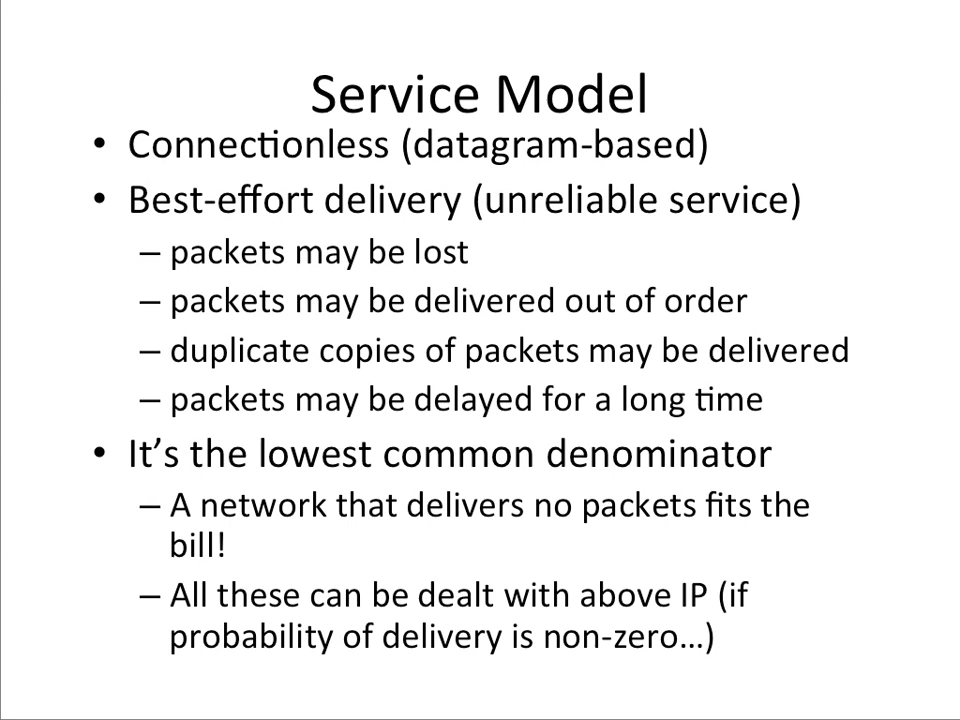 Service Model
• Connectionless (datagram-based)
• Best-effort delivery (unreliable service)
– packets may be lost
– packets may be delivered out of order
– duplicate copies of packets may be delivered
– packets may be delayed for a long time
• It’s the lowest common denominator
– A network that delivers no packets fits the
bill!
– All these can be dealt with above IP (if
probability of delivery is non-zero…)